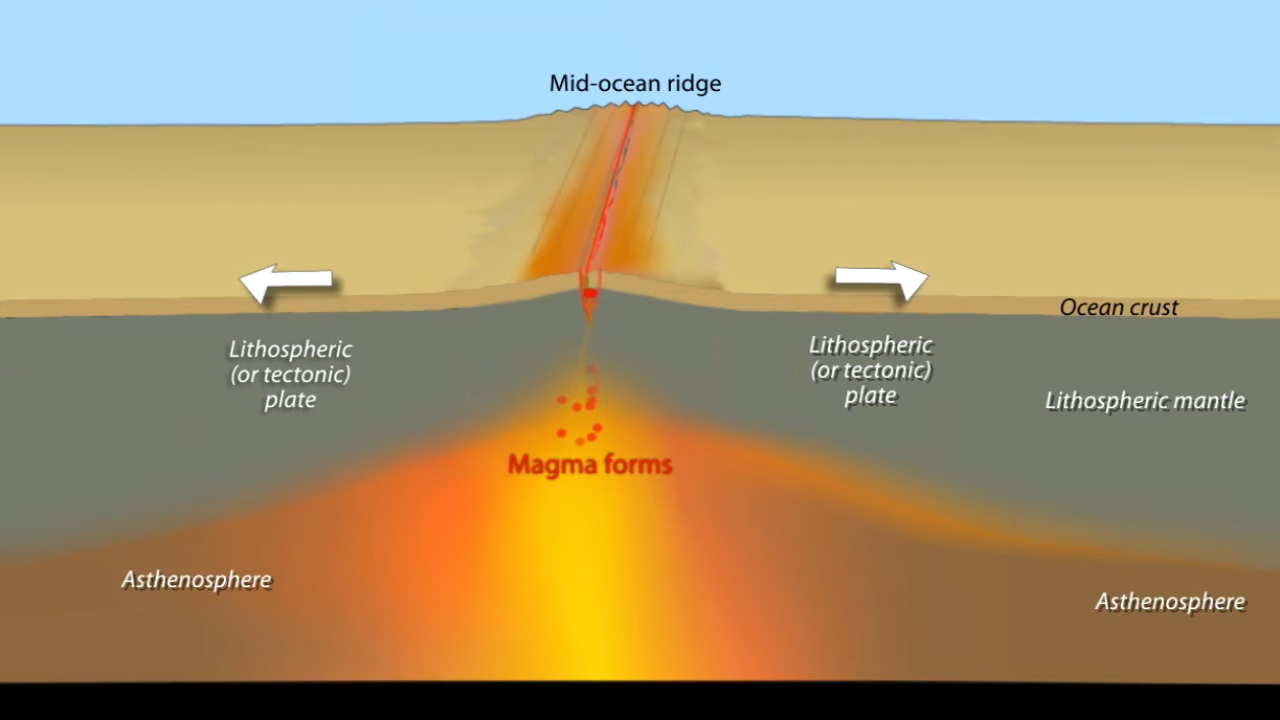 Mid-ocean ridge
Ocean crust
Lithospheric
(or tectonic)
plate
Lithospheric
(or tectonic)
plate
Lithospheric mantle
Magma forms
Asthenosphere
Asthenosphere